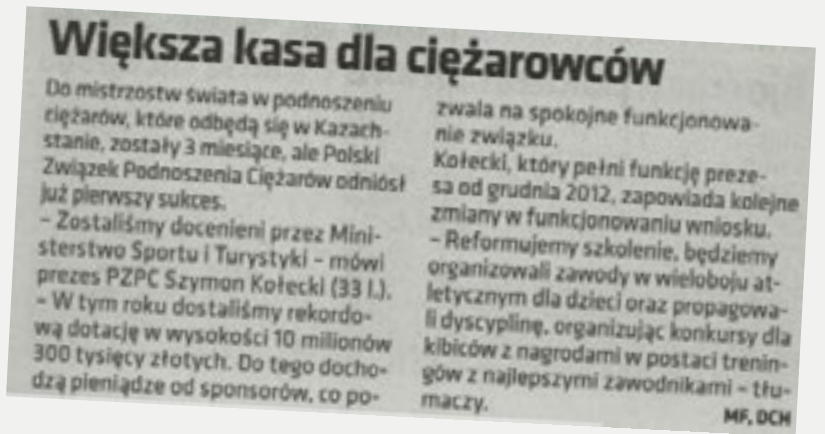 Większa kasa dla ciężarowców
Do mistrzostw świata w podnoszeniu
ciężarów, które odbędą się w Kazach-
stanie, zostały 3 miesiące, ale Polski
Związek Podnoszenia Ciężarów odniósł
już pierwszy sukces.
– Zostaliśmy docenieni przez Mini-
sterstwo Sportu i Turystyki – mówi
prezes PZPC Szymon Kołecki (33 l.).
– W tym roku dostaliśmy rekordo-
wą dotację w wysokości 10 milionów
300 tysięcy złotych. Do tego docho-
dzą pieniądze od sponsorów, co po-
zwala na spokojne funkcjonowa-
nie związku.
Kołecki, który pełni funkcję preze-
sa od grudnia 2012, zapowiada kolejne
zmiany w funkcjonowaniu wniosku.
– Reformujemy szkolenie, będziemy
organizowali zawody w wieloboju at-
letycznym dla dzieci oraz propagowa-
li dyscyplinę, organizując konkursy dla
kibiców z nagrodami w postaci trenin-
gów z najlepszymi zawodnikami – tłu-
maczy.
MF, DCH